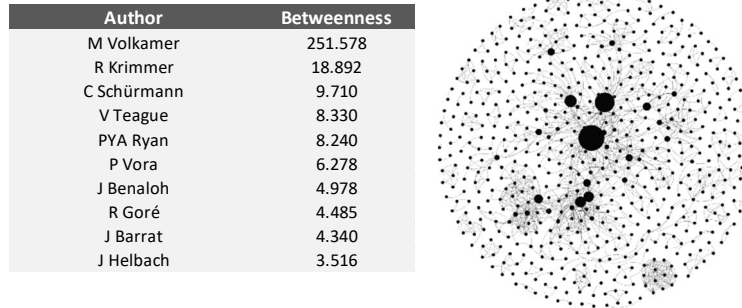 Author Betweenness
M Volkamer 251.578
R Krimmer 18.892
C Schürmann 9.710
V Teague 8.330
PYA Ryan 8.240
P Vora 6.278
J Benaloh 4.978
R Goré 4.485
J Barrat 4.340
J Helbach 3.516